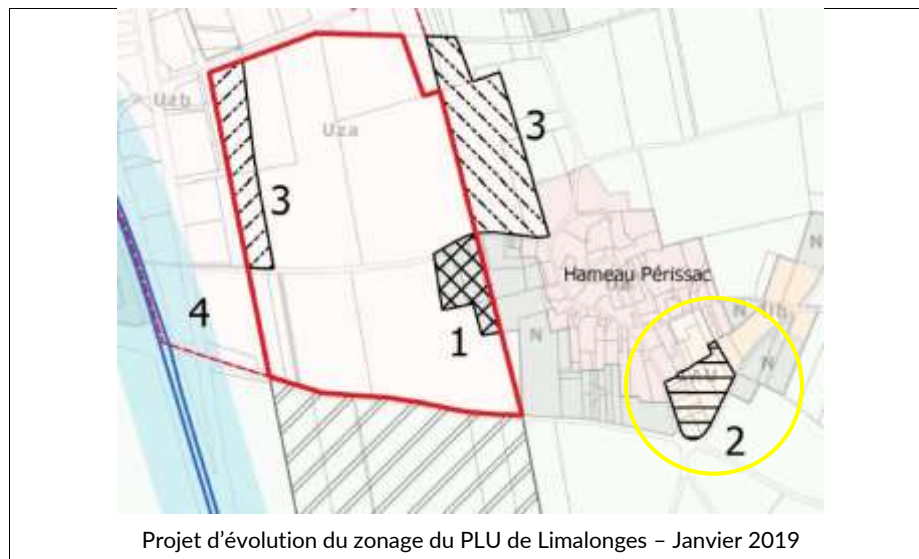 Uzb
Uza
3
3
N
Hameau Périssac
4
1
N
N
Ub
N
2
Projet d'évolution du zonage du PLU de Limalonges – Janvier 2019